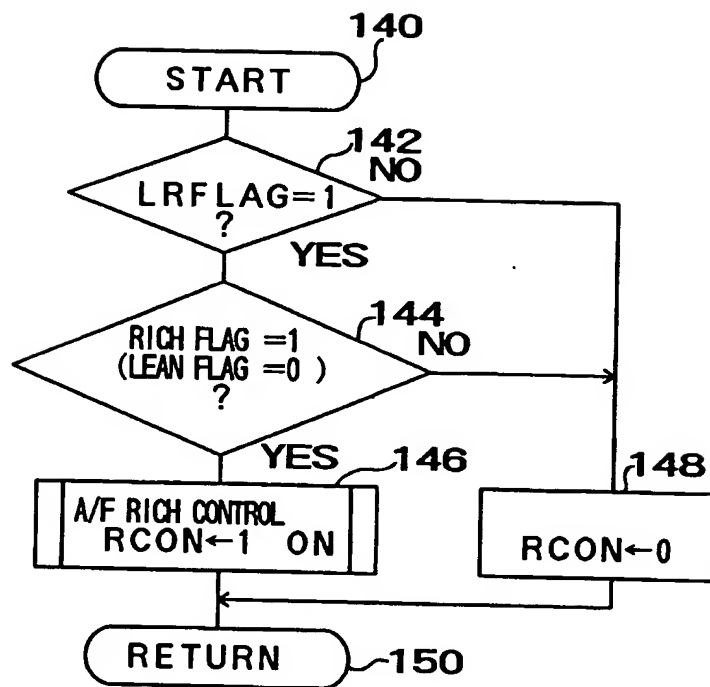 140
START
142
NO
LRFLAG=1
?
YES
144
RICH FLAG =1
NO
(LEAN FLAG =0 )
?
YES
146
148
A/F RICH CONTROL
RCON←1 ON
RCON←0
RETURN
150